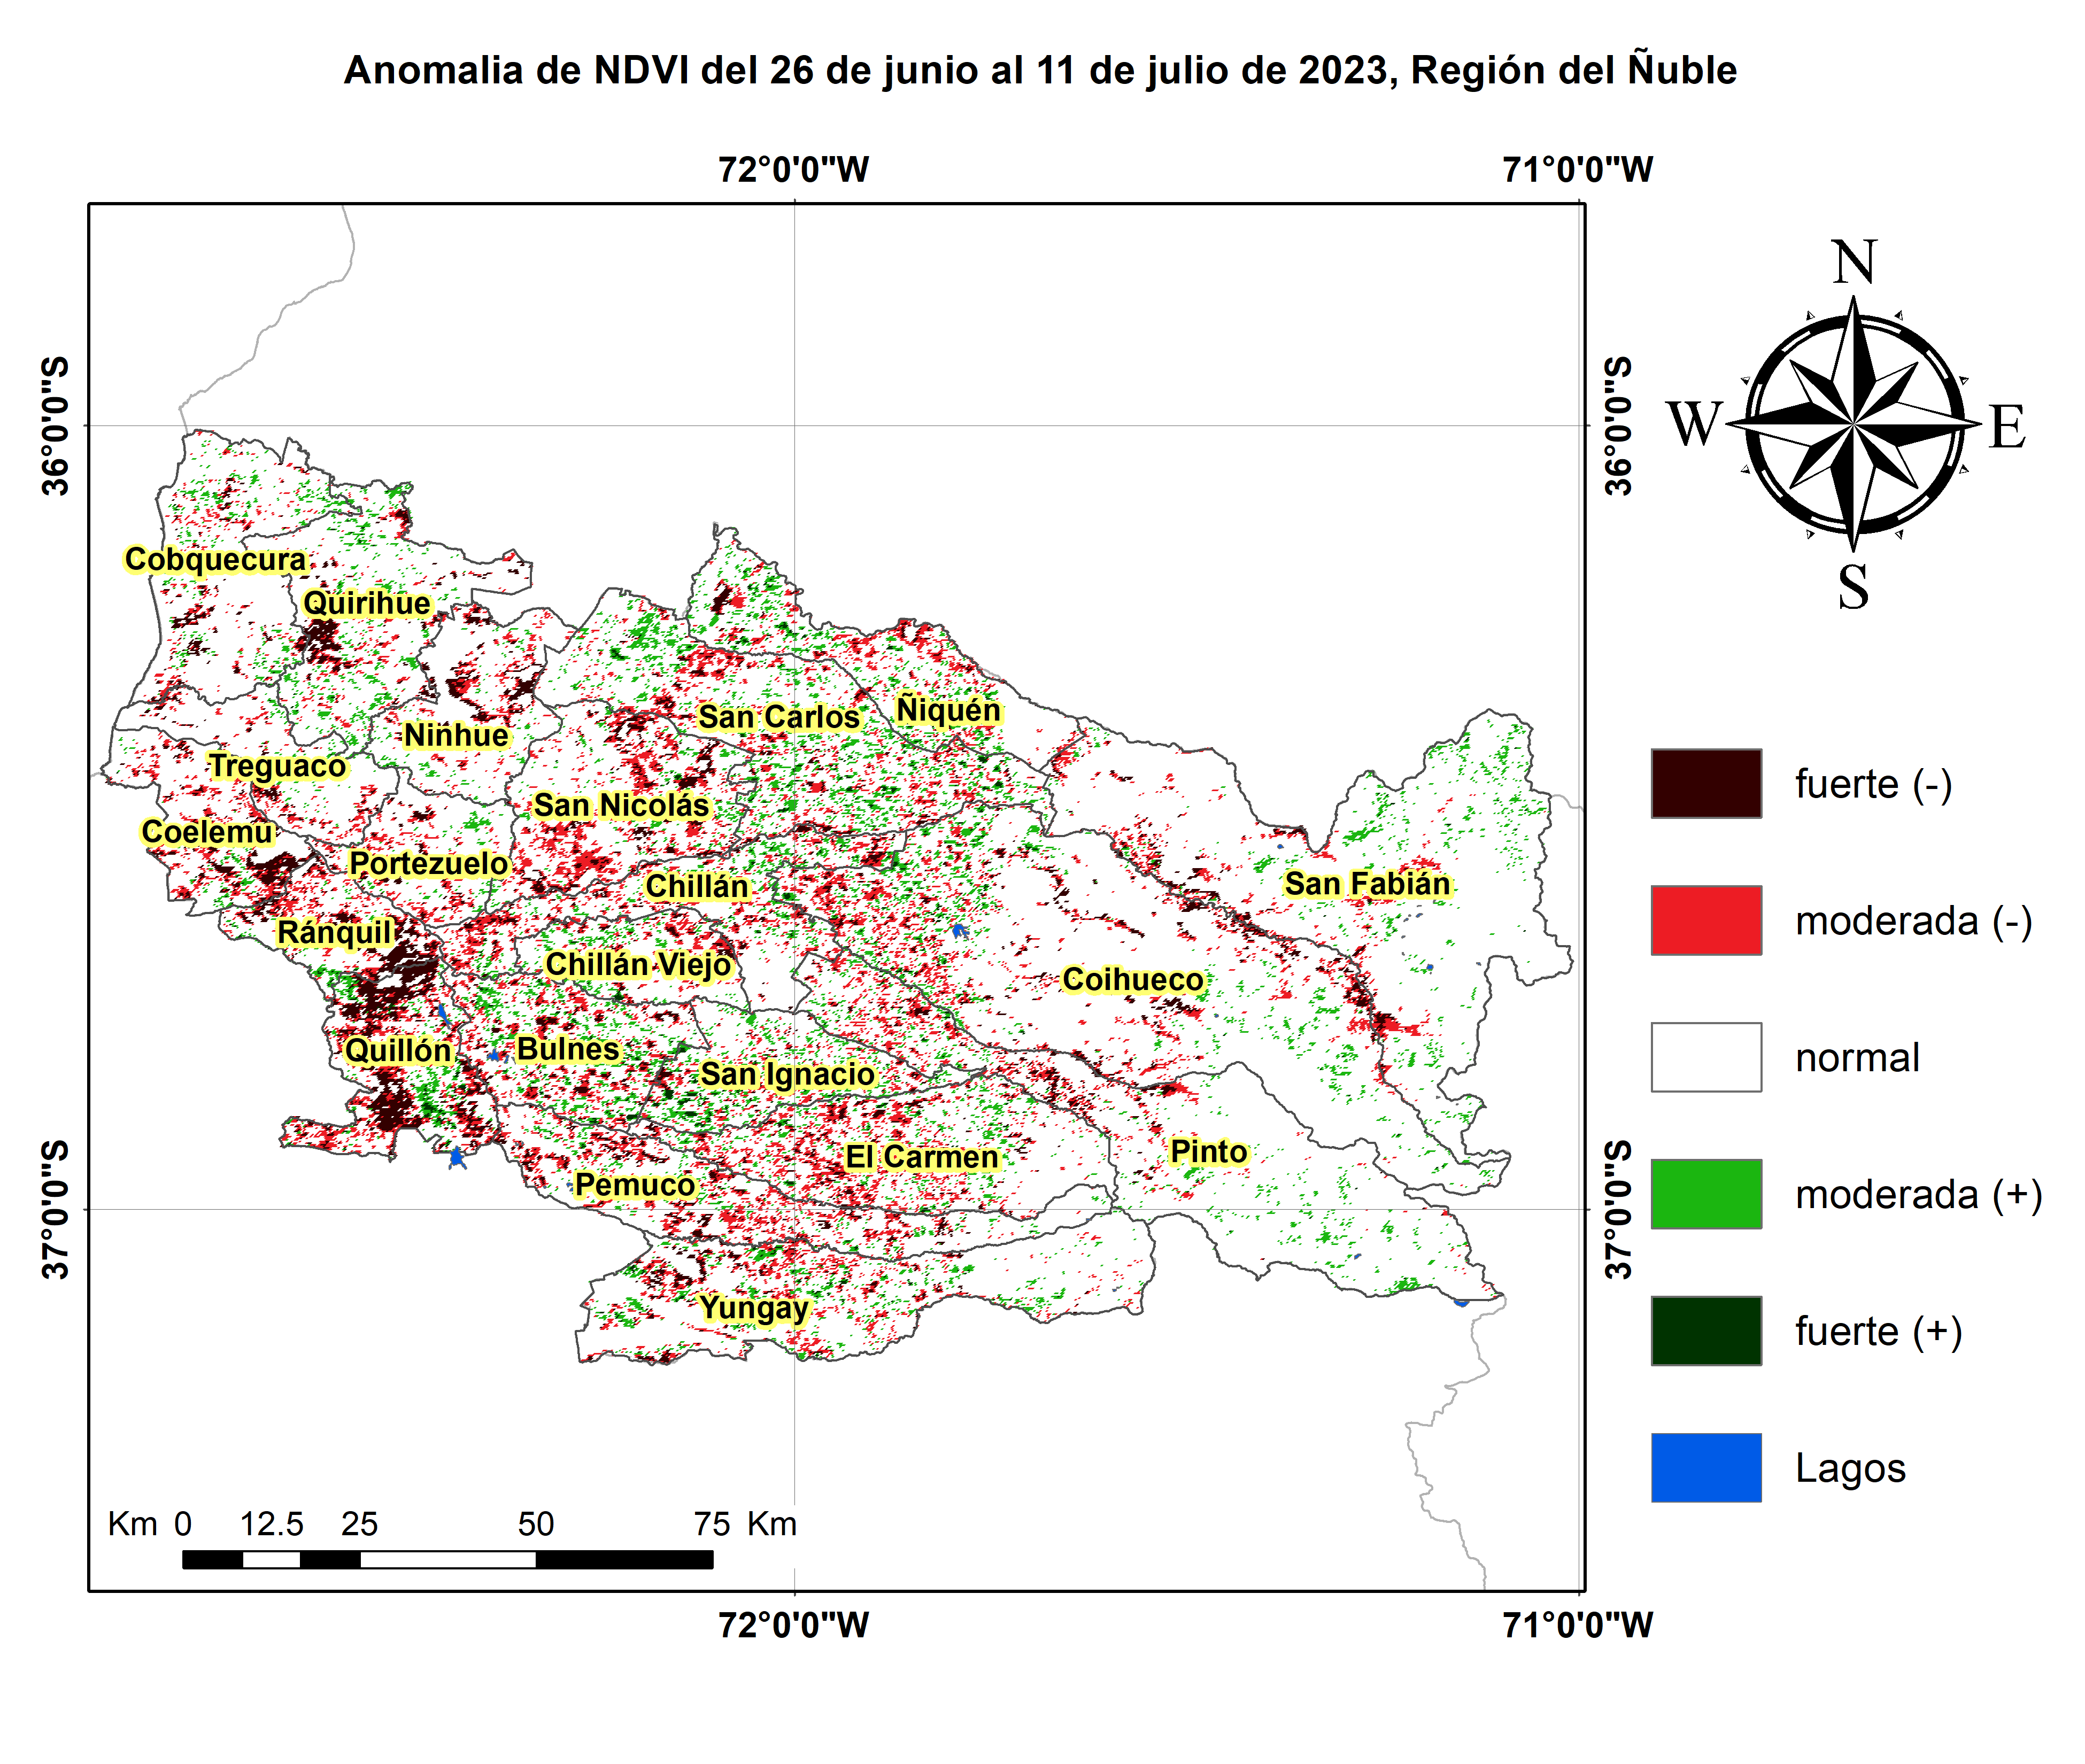 Anomalia de NDVI del 26 de junio al 11 de julio de 2023, Región del Ñuble
72°0'0"W
71°0'0"W
36°0'0"S
36°0'0"S
N
W
E
S
Cobquecura
Quirihue
San Carlos
Ñiquén
Ninhue
Treguaco
San Nicolás
Coelemu
Portezuelo
Chillán
San Fabián
Ránquil
Chillán Viejo
Coihueco
Quillón
Bulnes
San Ignacio
El Carmen
Pinto
Pemuco
Yungay
37°0'0"S
37°0'0"S
fuerte (-)
moderada (-)
normal
moderada (+)
fuerte (+)
Lagos
Km 0 12.5 25 50 75 Km
72°0'0"W
71°0'0"W